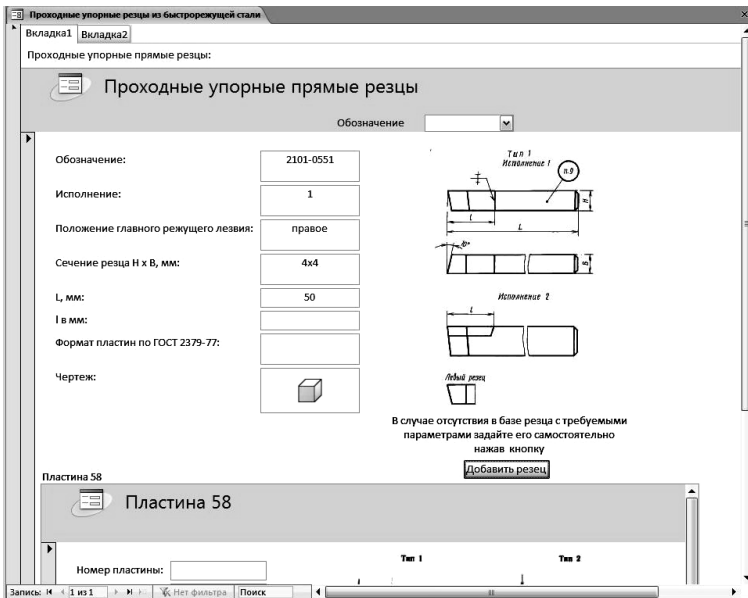 Проходные упорные резцы из быстрорежущей стали
Вкладка1 Вкладка2
Проходные упорные прямые резцы:
Проходные упорные прямые резцы
Обозначение
Обозначение: 2101-0551
Исполнение: 1
Положение главного режущего лезвия: правое
Сечение резца Н х В, мм: 4х4
L, мм: 50
l в мм:
Формат пластин по ГОСТ 2379-77:
Чертеж:
Тип 1
Исполнение 1
п.9
H
l
L
10°
B
Исполнение 2
l
Левый резец
В случае отсутствия в базе резца с требуемыми
параметрами задайте его самостоятельно
нажав кнопку
Добавить резец
Пластина 58
Пластина 58
Номер пластины:
Тип 1 Тип 2
Запись: 1 из 1 Нет фильтра Поиск